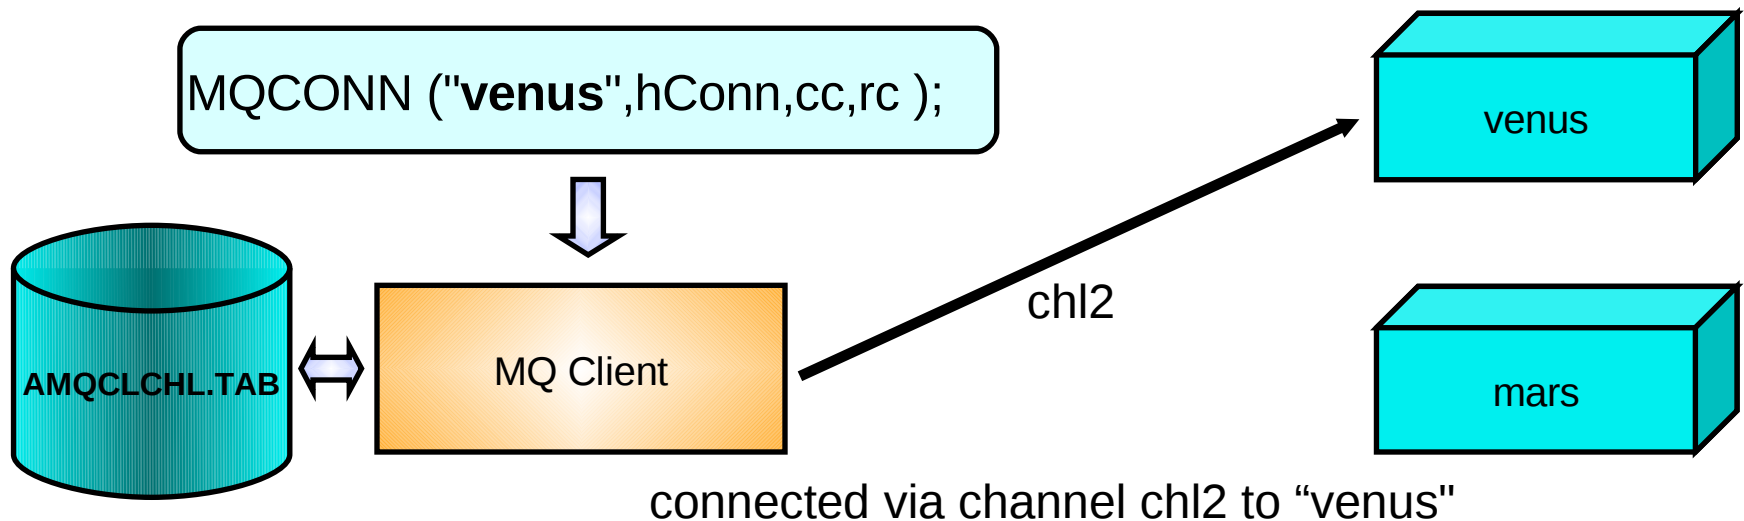 MQCONN ("venus",hConn,cc,rc );
venus
chl2
AMQCLCHL.TAB
MQ Client
mars
connected via channel chl2 to “venus"